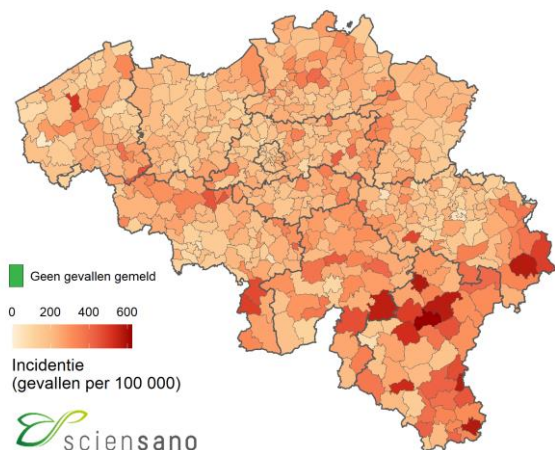 Geen gevallen gemeld
0 200 400 600
Incidentie
(gevallen per 100 000)
sciensano